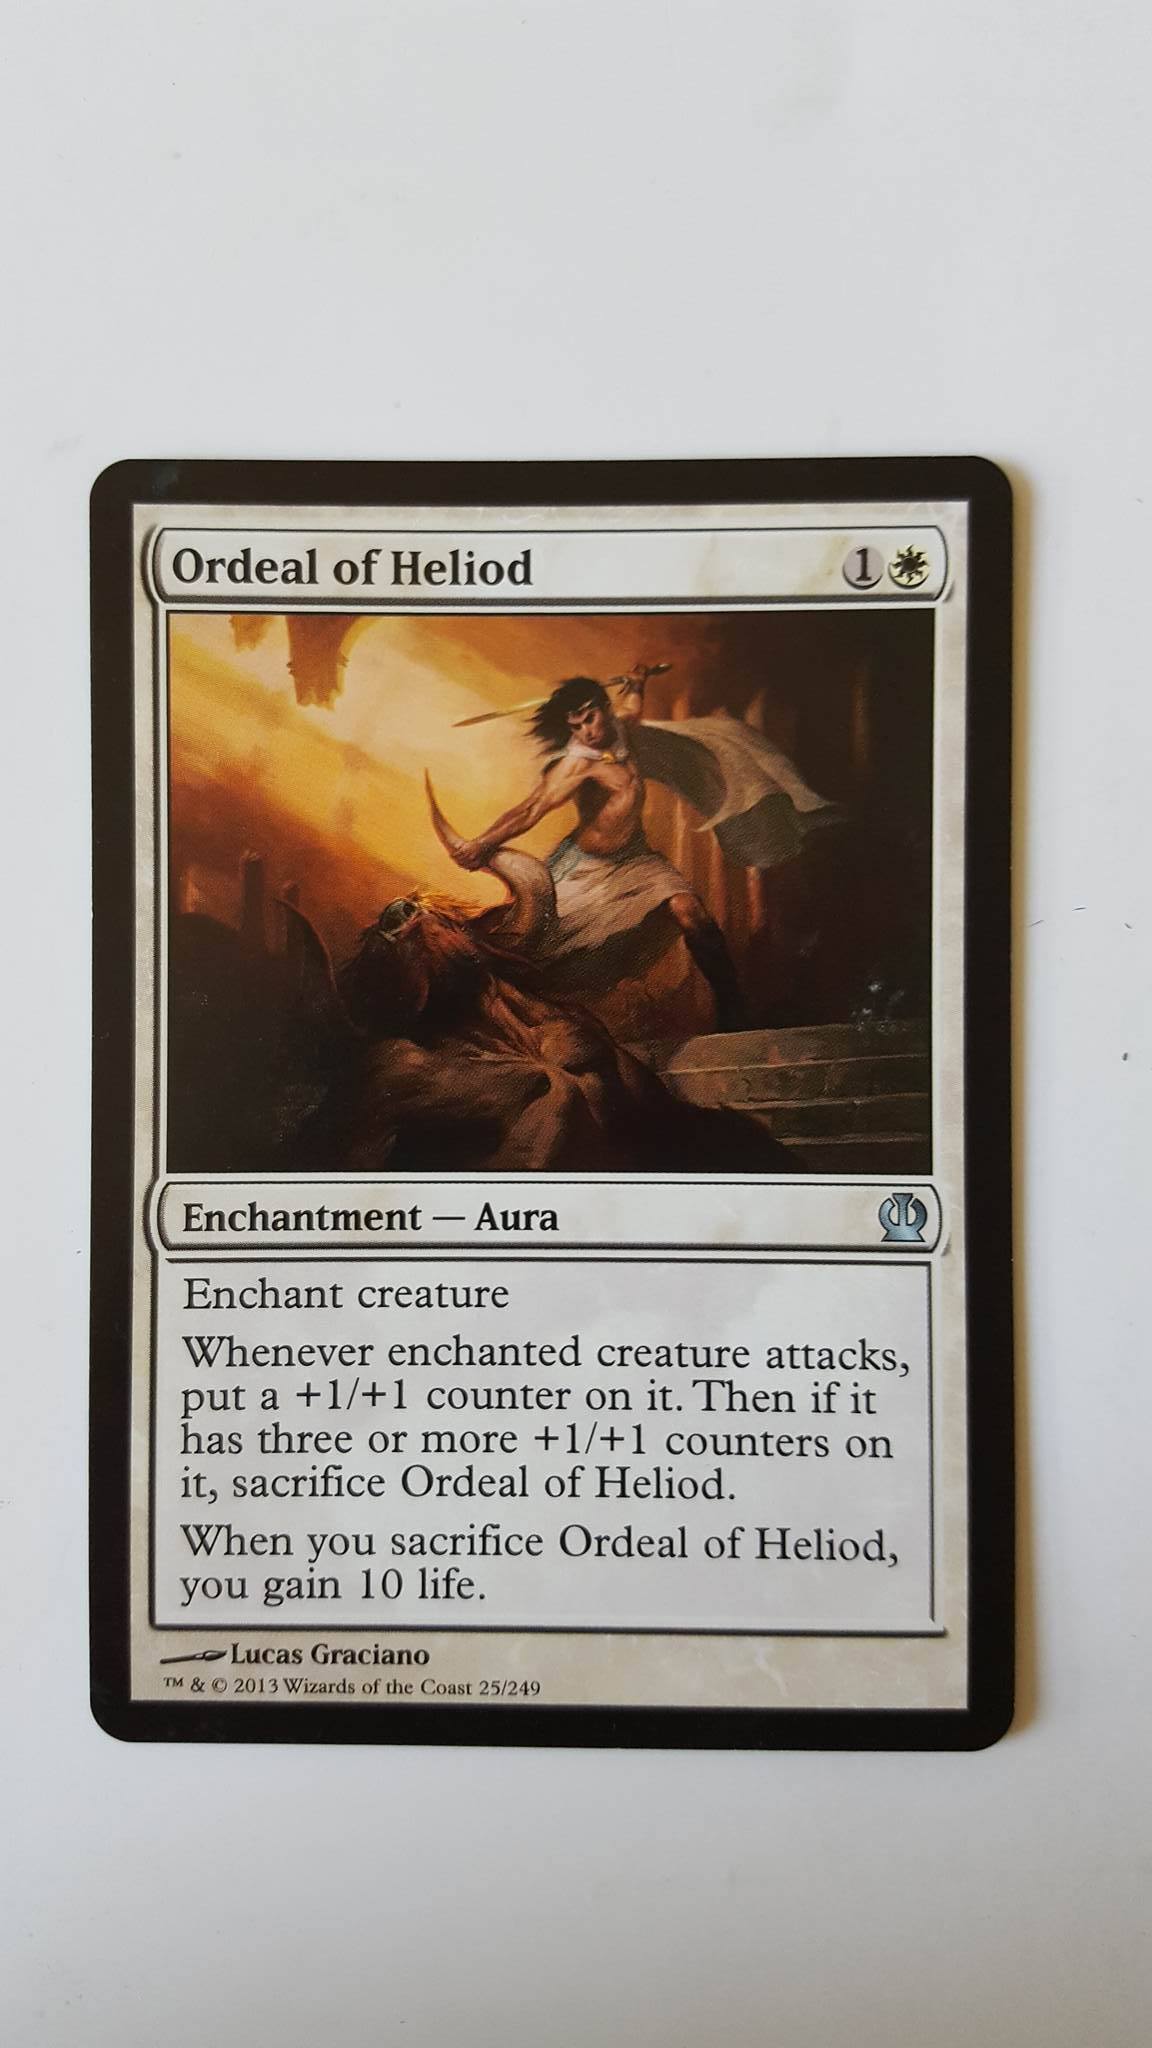 Ordeal of Heliod 1
Enchantment — Aura
Enchant creature
Whenever enchanted creature attacks,
put a +1/+1 counter on it. Then if it
has three or more +1/+1 counters on
it, sacrifice Ordeal of Heliod.
When you sacrifice Ordeal of Heliod,
you gain 10 life.
Lucas Graciano
™ & © 2013 Wizards of the Coast 25/249